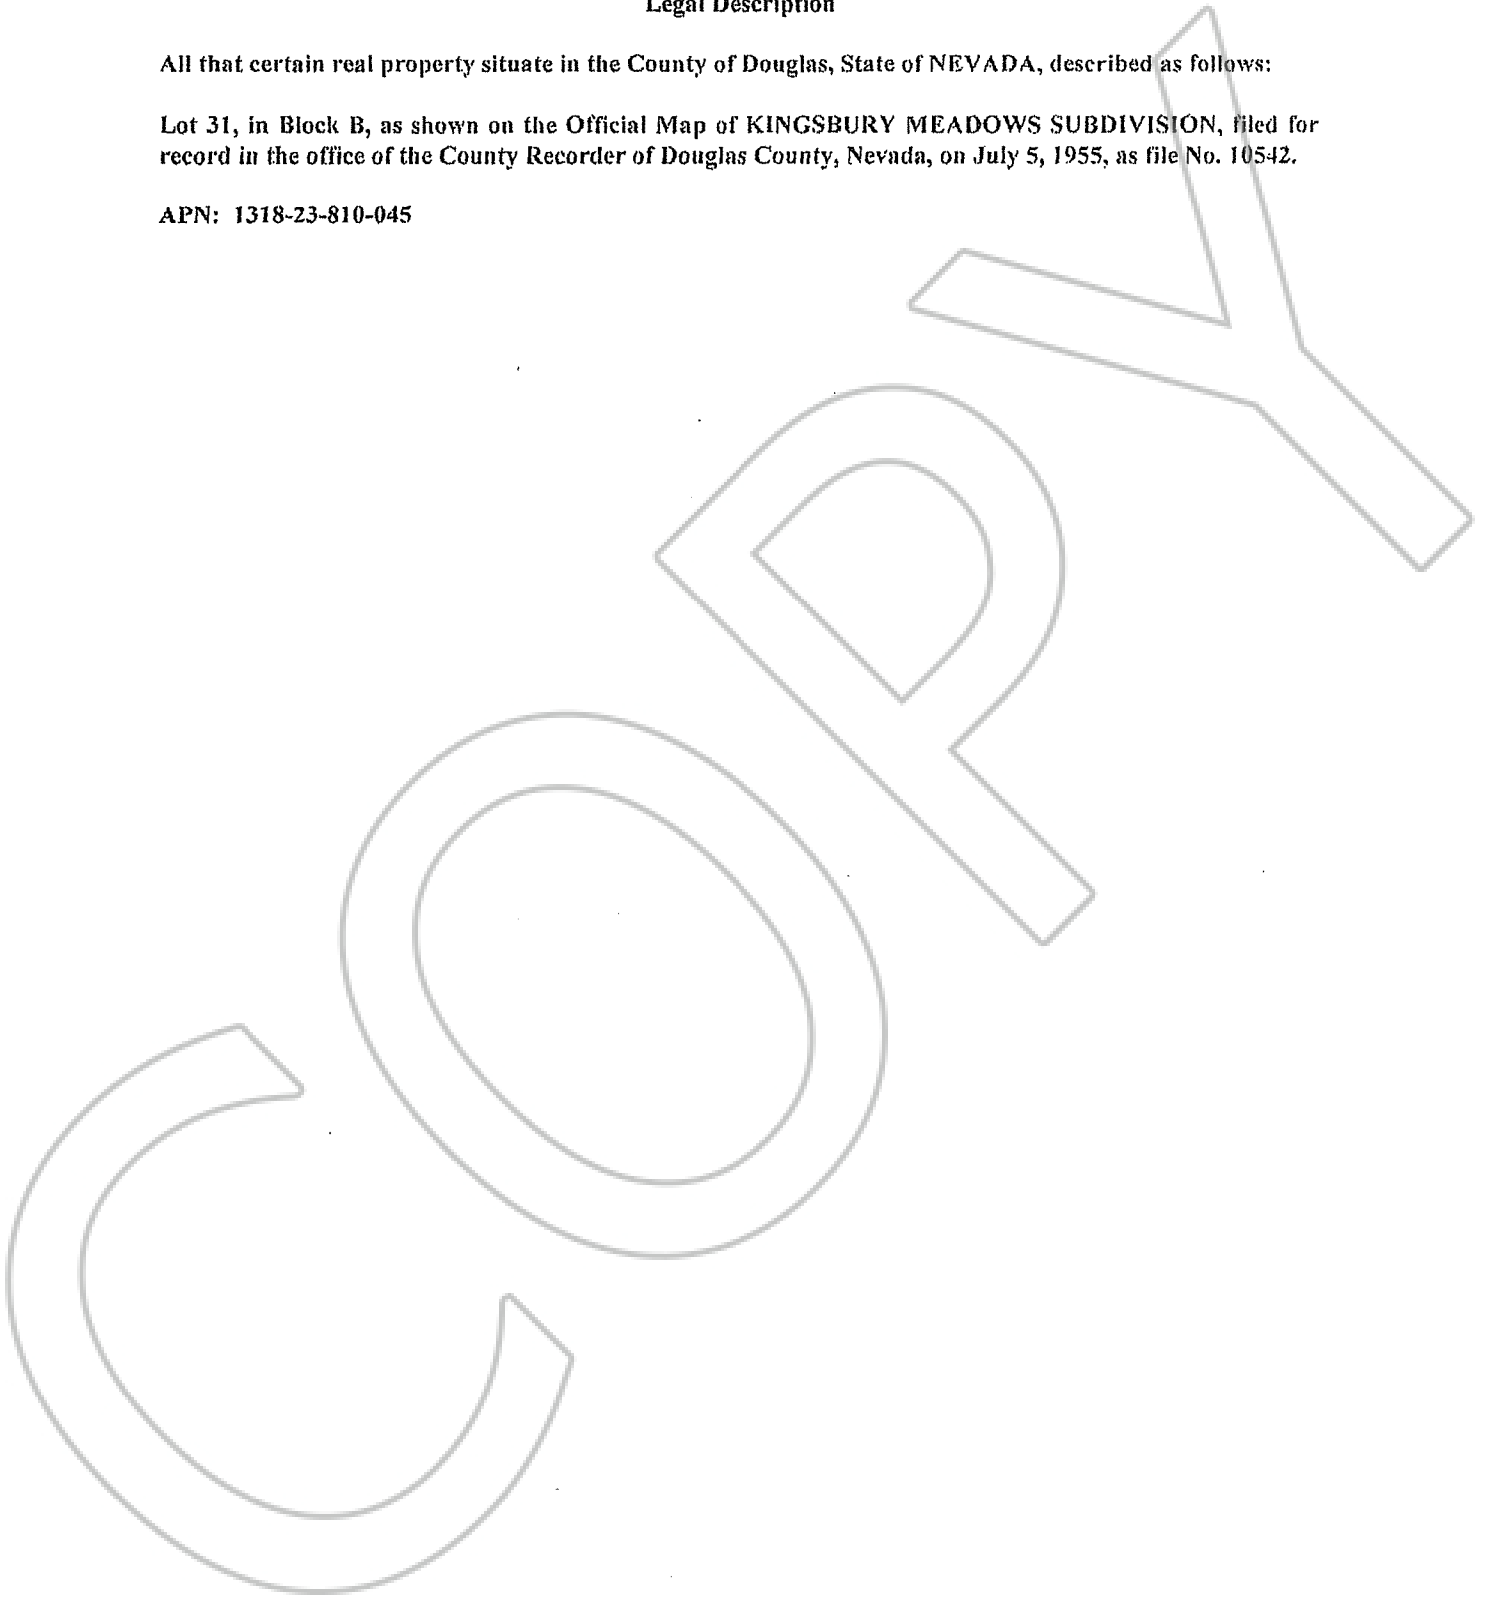 Legal Description
All that certain real property situate in the County of Douglas, State of NEVADA, described as follows:
Lot 31, in Block B, as shown on the Official Map of KINGSBURY MEADOWS SUBDIVISION, filed for
record in the office of the County Recorder of Douglas County, Nevada, on July 5, 1955, as file No. 10542.
APN: 1318-23-810-045
COPY